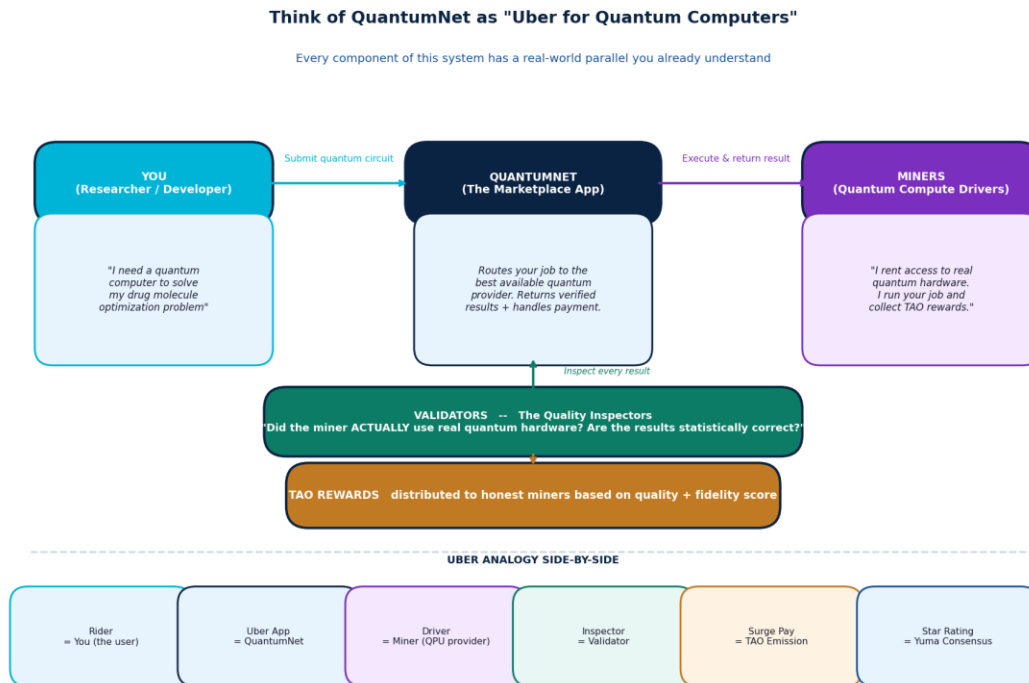 Think of QuantumNet as "Uber for Quantum Computers"
Every component of this system has a real-world parallel you already understand
YOU
(Researcher / Developer)
Submit quantum circuit
QUANTUMNET
(The Marketplace App)
Execute & return result
MINERS
(Quantum Compute Drivers)
"I need a quantum
computer to solve
my drug molecule
optimization problem"
Routes your job to the
best available quantum
provider. Returns verified
results + handles payment.
"I rent access to real
quantum hardware.
I run your job and
collect TAO rewards."
Inspect every result
VALIDATORS -- The Quality Inspectors
"Did the miner ACTUALLY use real quantum hardware? Are the results statistically correct?"
TAO REWARDS distributed to honest miners based on quality + fidelity score
UBER ANALOGY SIDE-BY-SIDE
Rider
= You (the user)
Uber App
= QuantumNet
Driver
= Miner (QPU provider)
Inspector
= Validator
Surge Pay
= TAO Emission
Star Rating
= Yuma Consensus